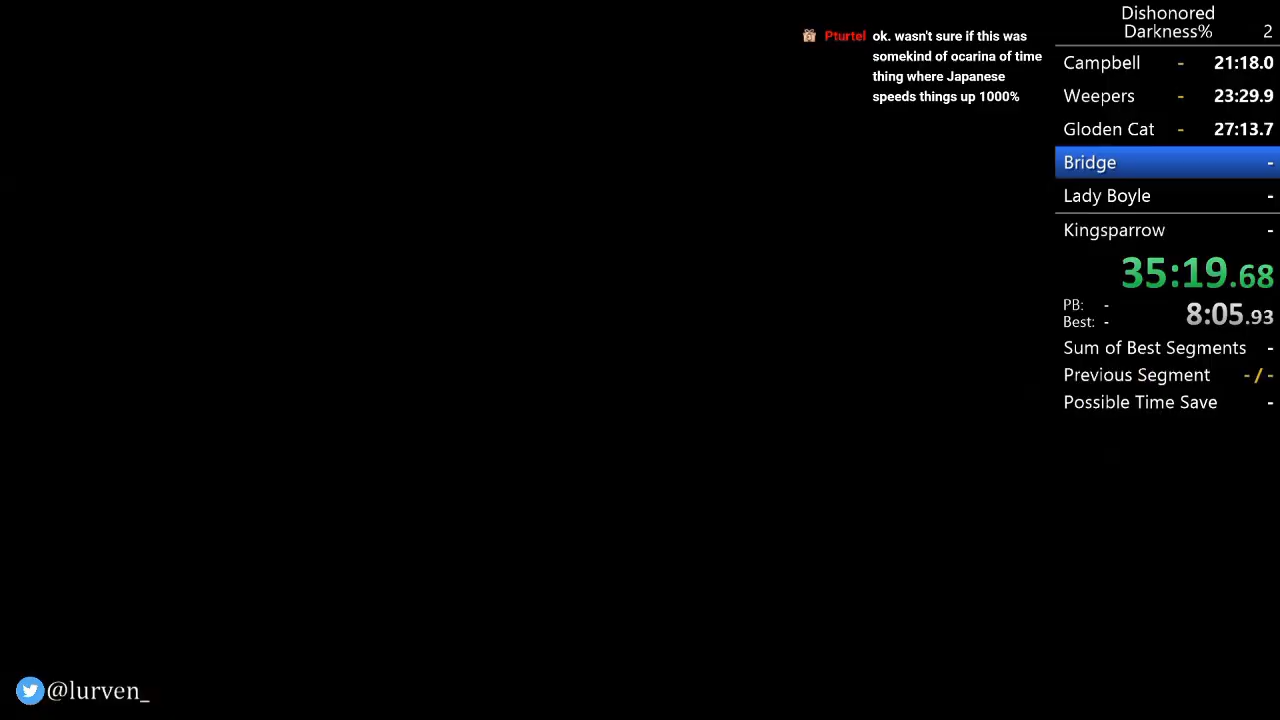 Pturtel ok. wasn't sure if this was
somekind of ocarina of time
thing where Japanese
speeds things up 1000%
Dishonored
Darkness% 2
Campbell - 21:18.0
Weepers - 23:29.9
Gloden Cat - 27:13.7
Bridge -
Lady Boyle -
Kingsparrow -
35:19.68
PB: -
Best: -
8:05.93
Sum of Best Segments -
Previous Segment - / -
Possible Time Save -
@lurven_